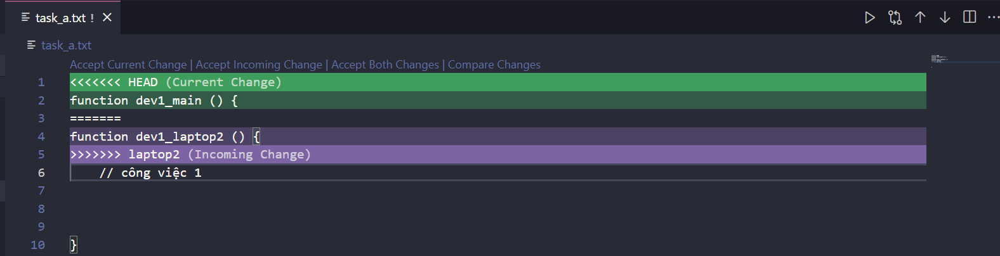 task_a.txt !
task_a.txt
Accept Current Change | Accept Incoming Change | Accept Both Changes | Compare Changes
1 <<<<<<< HEAD (Current Change)
2 function dev1_main () {
3 =======
4 function dev1_laptop2 () {
5 >>>>>>> laptop2 (Incoming Change)
6 // công việc 1
7
8
9
10 }